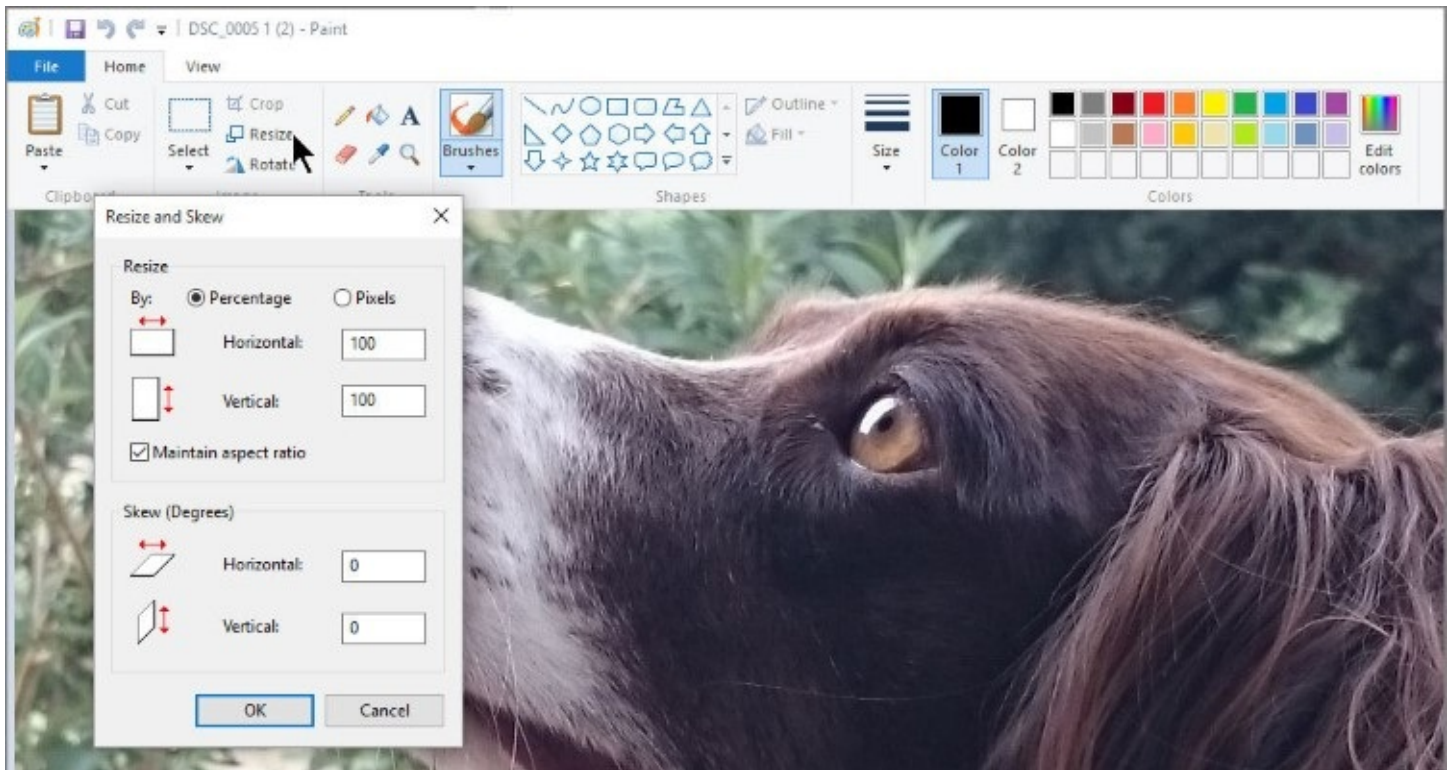 DSC_0005 1 (2) - Paint
File Home View
Cut Crop Outline
Copy Resize A Fill
Paste Select Rotate Brushes Size Color 1 Color 2 Edit colors
Shapes Colors
Resize and Skew
Resize
By: Percentage Pixels
Horizontal: 100
Vertical: 100
Maintain aspect ratio
Skew (Degrees)
Horizontal: 0
Vertical: 0
OK Cancel